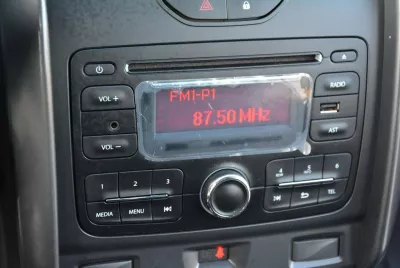 FM1-P1
87.50 MHz
RADIO
VOL +
VOL −
AST
1 2 3 4 5 6
MEDIA MENU TEL